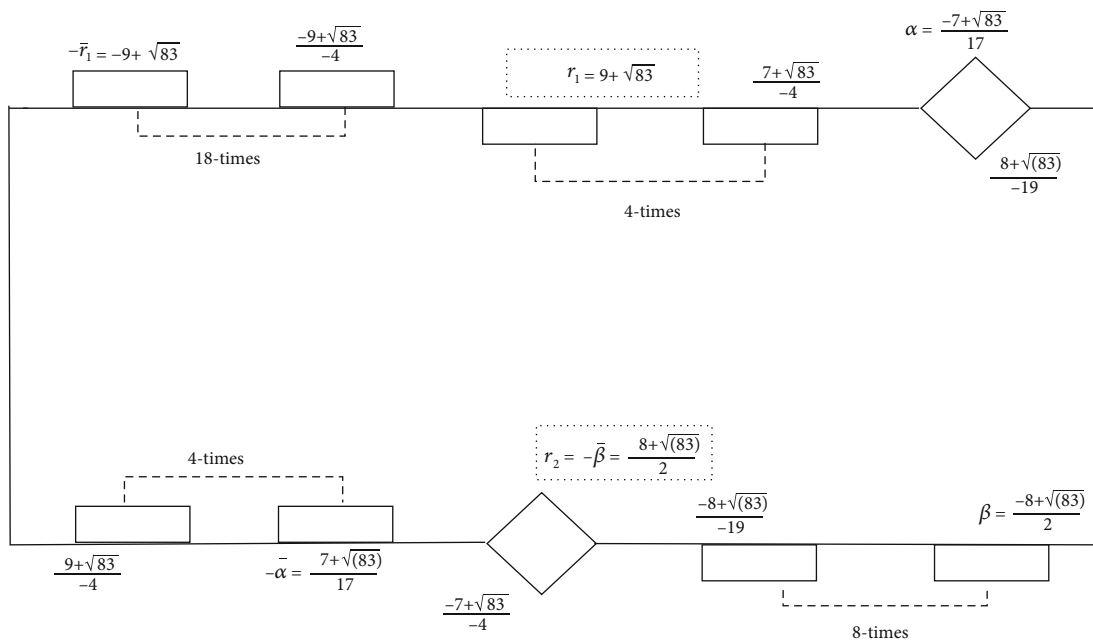 -r̄₁ = -9+ √83
(-9+√83)/-4
r₁ = 9+ √83
(7+√83)/-4
α = (-7+√83)/17
18-times
4-times
(8+√(83))/-19
4-times
r₂ = -β̄ = (8+√(83))/2
(-8+√(83))/-19
β = (-8+√(83))/2
(9+√83)/-4
-ᾱ = (7+√(83))/17
(-7+√83)/-4
8-times